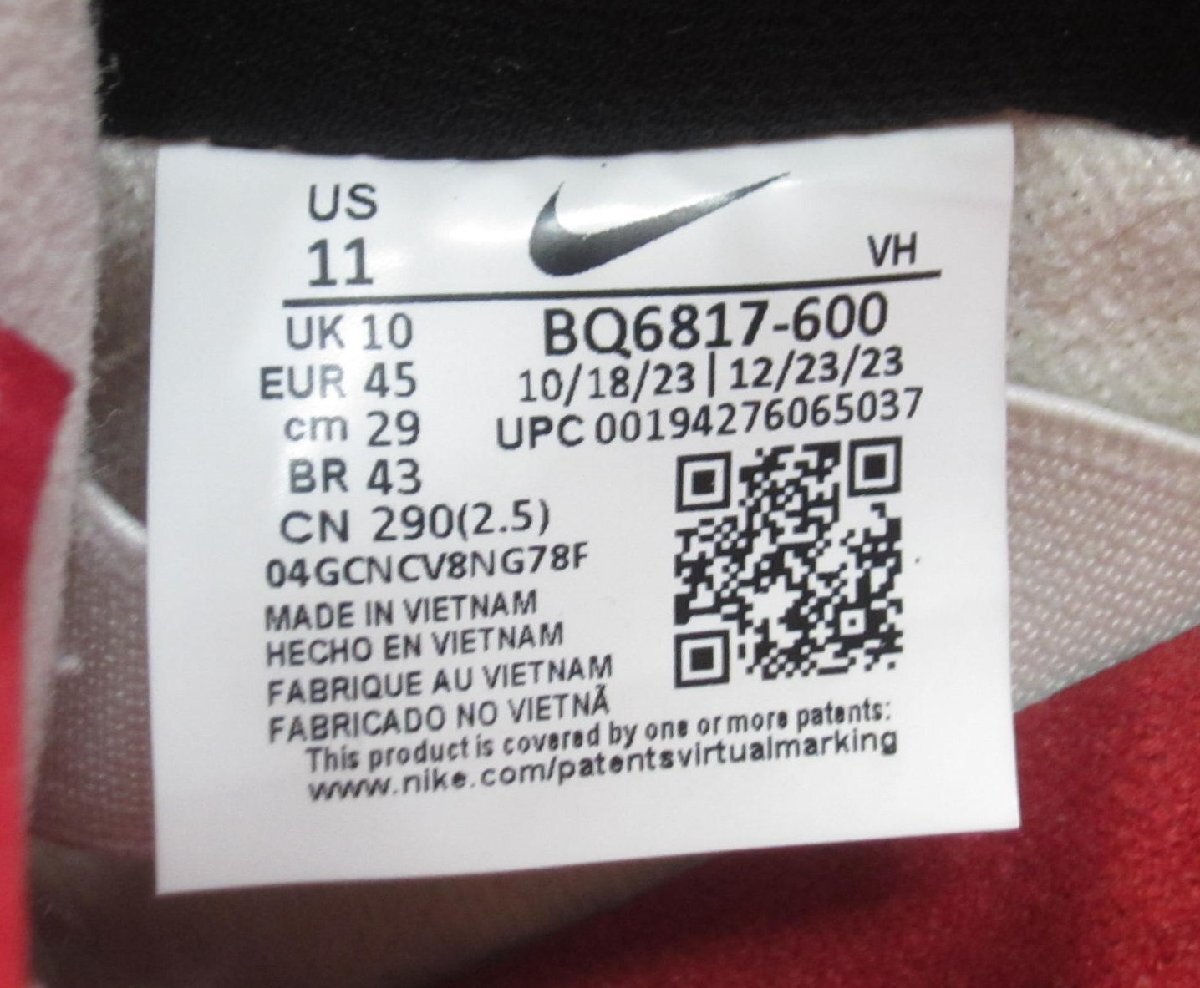 US
11
VH
UK 10
EUR 45
cm 29
BR 43
CN 290(2.5)
BQ6817-600
10/18/23 | 12/23/23
UPC 00194276065037
04GCNCV8NG78F
MADE IN VIETNAM
HECHO EN VIETNAM
FABRIQUE AU VIETNAM
FABRICADO NO VIETNÃ
This product is covered by one or more patents:
www.nike.com/patentsvirtualmarking